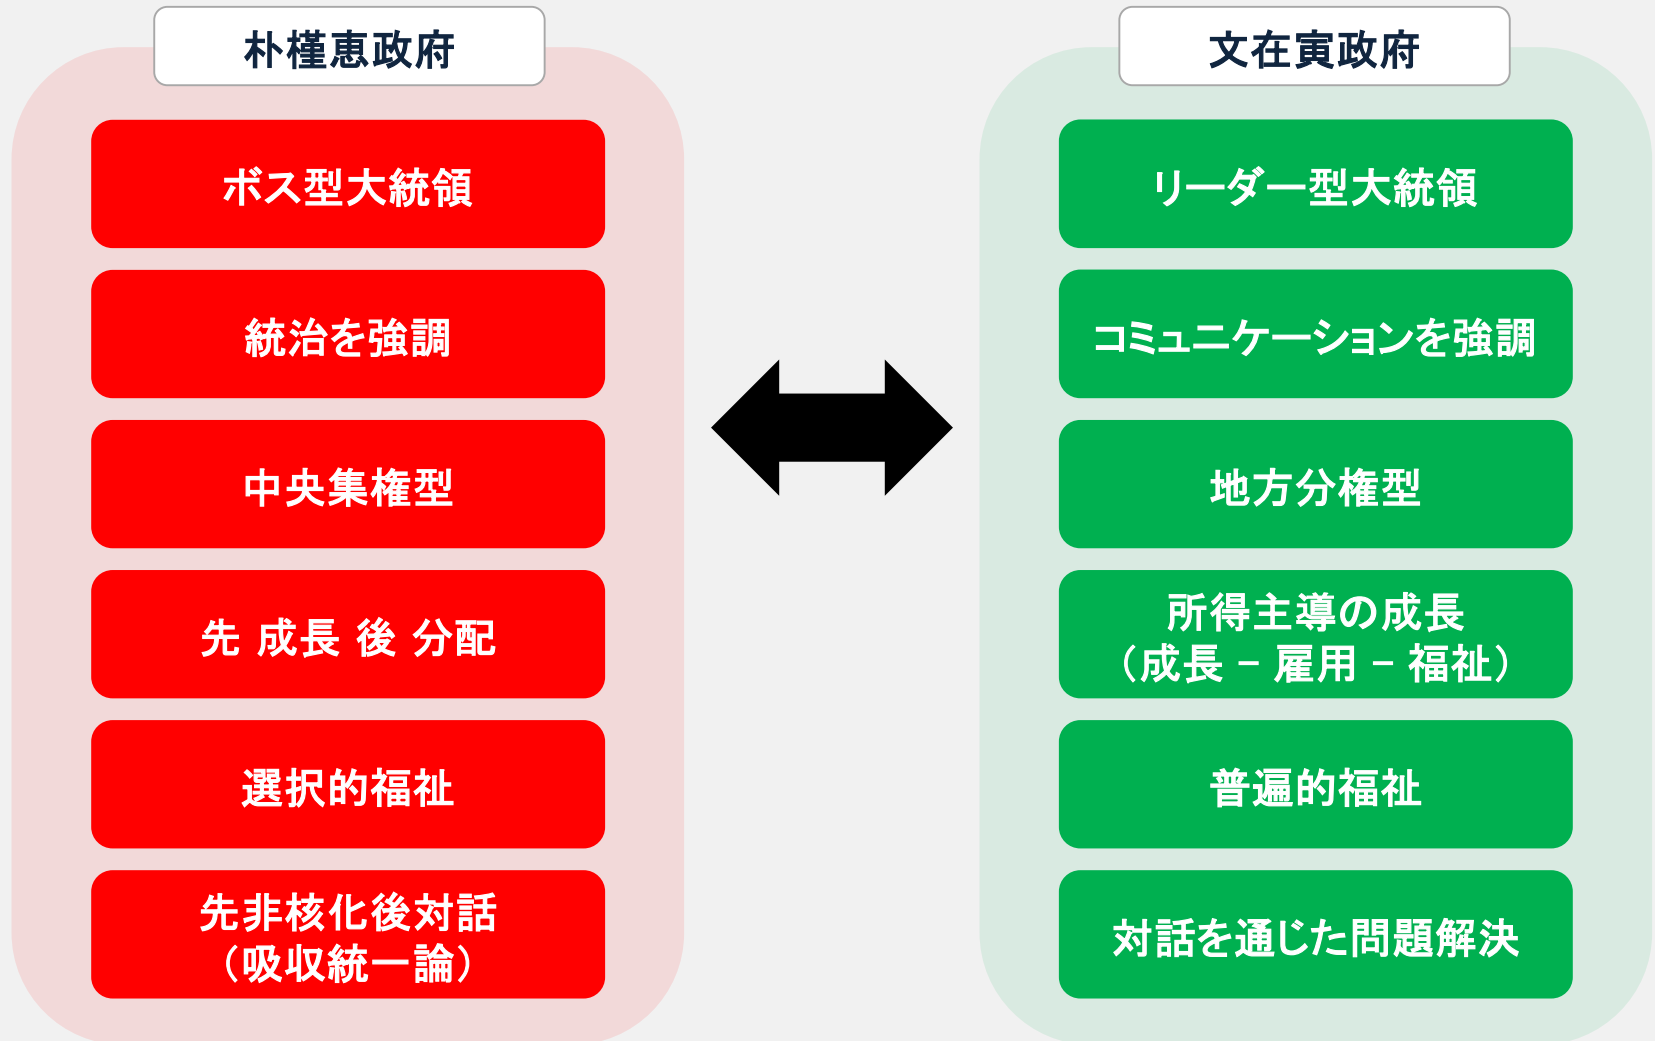 朴槿恵政府
ボス型大統領
統治を強調
中央集権型
先 成長 後 分配
選択的福祉
先非核化後対話
（吸収統一論）
文在寅政府
リーダー型大統領
コミュニケーションを強調
地方分権型
所得主導の成長
（成長 – 雇用 – 福祉）
普遍的福祉
対話を通じた問題解決